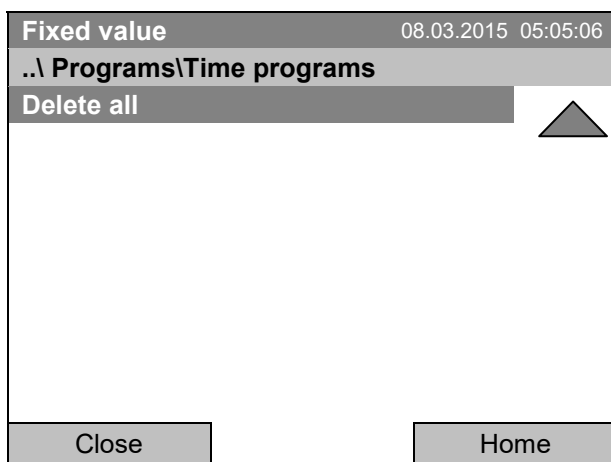 Fixed value 08.03.2015 05:05:06
..\ Programs\Time programs
Delete all
Close Home